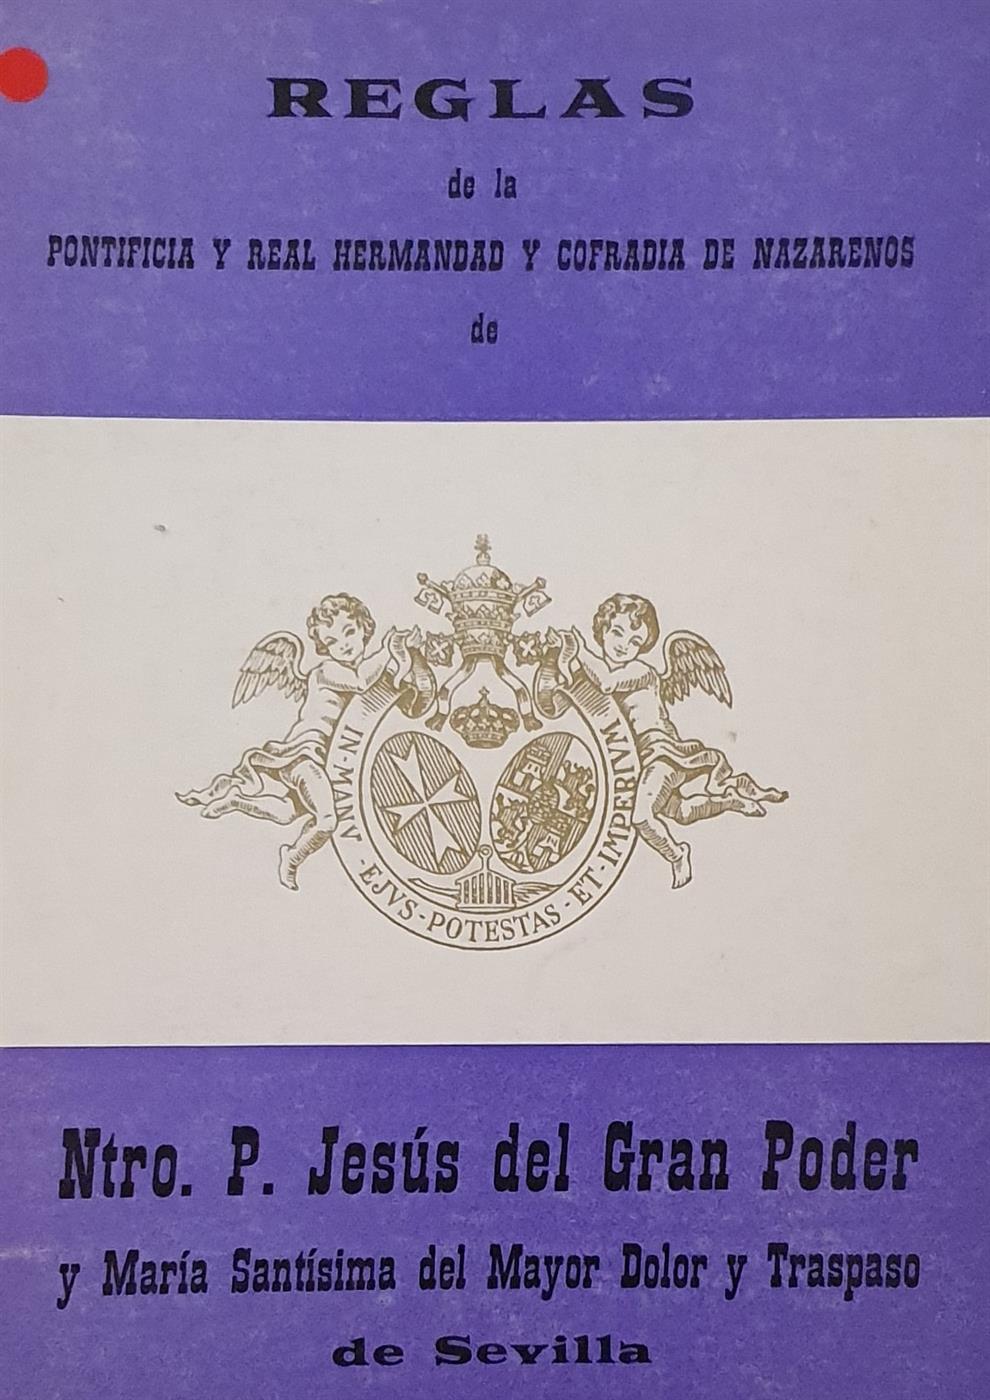 REGLAS
de la
PONTIFICIA Y REAL HERMANDAD Y COFRADIA DE NAZARENOS
de
IN-MANV-EJVS-POTESTAS-ET-IMPERIVM
Ntro. P. Jesús del Gran Poder
y María Santísima del Mayor Dolor y Traspaso
de Sevilla